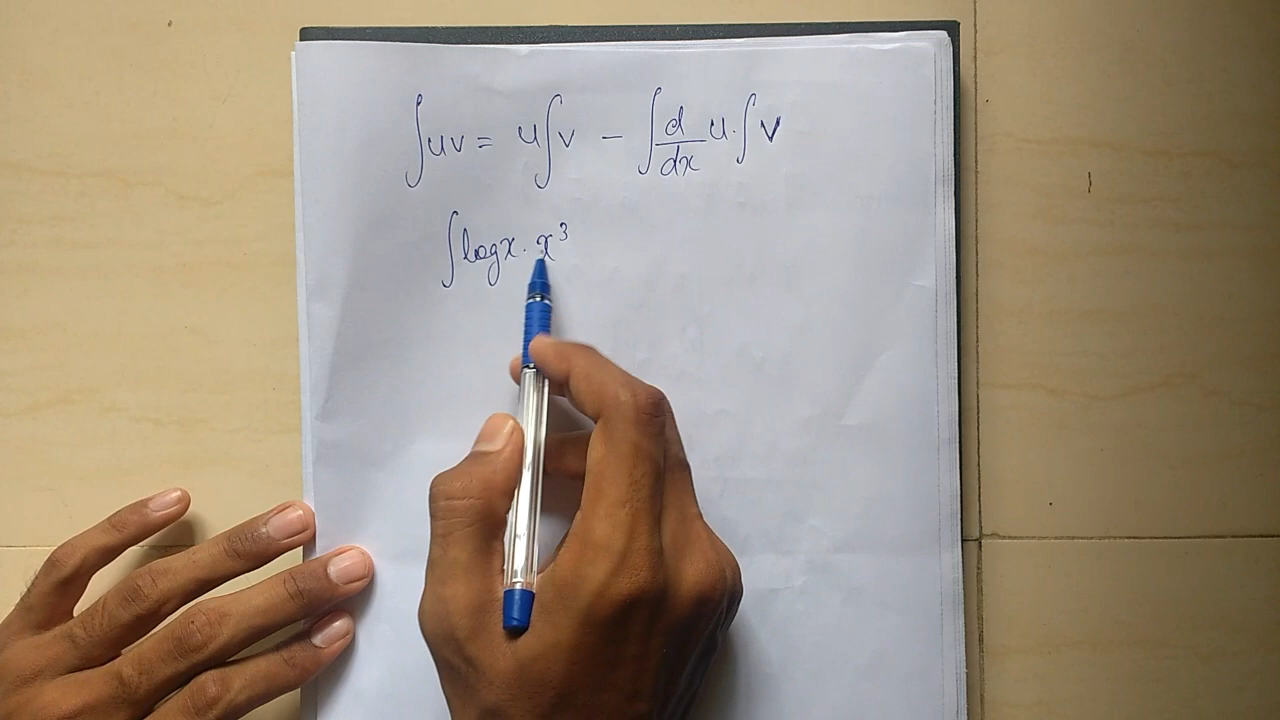 ∫uv = u∫v - ∫d/dx u.∫v
∫logx.x³